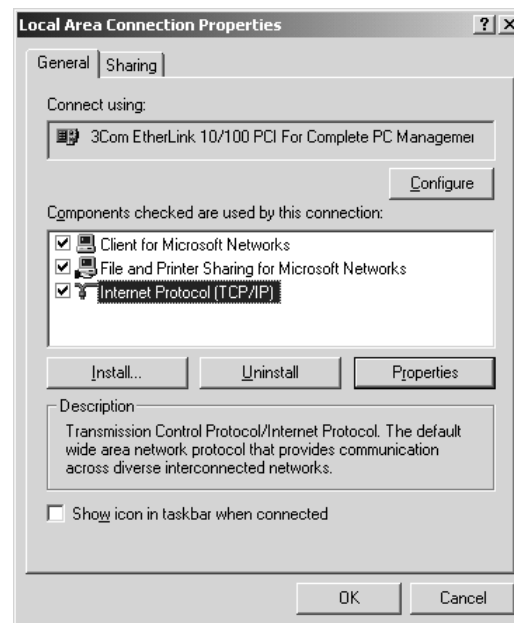 Local Area Connection Properties ? X
General Sharing
Connect using:
3Com EtherLink 10/100 PCI For Complete PC Managemer
Configure
Components checked are used by this connection:
Client for Microsoft Networks
File and Printer Sharing for Microsoft Networks
Internet Protocol (TCP/IP)
Install... Uninstall Properties
Description
Transmission Control Protocol/Internet Protocol. The default
wide area network protocol that provides communication
across diverse interconnected networks.
Show icon in taskbar when connected
OK Cancel